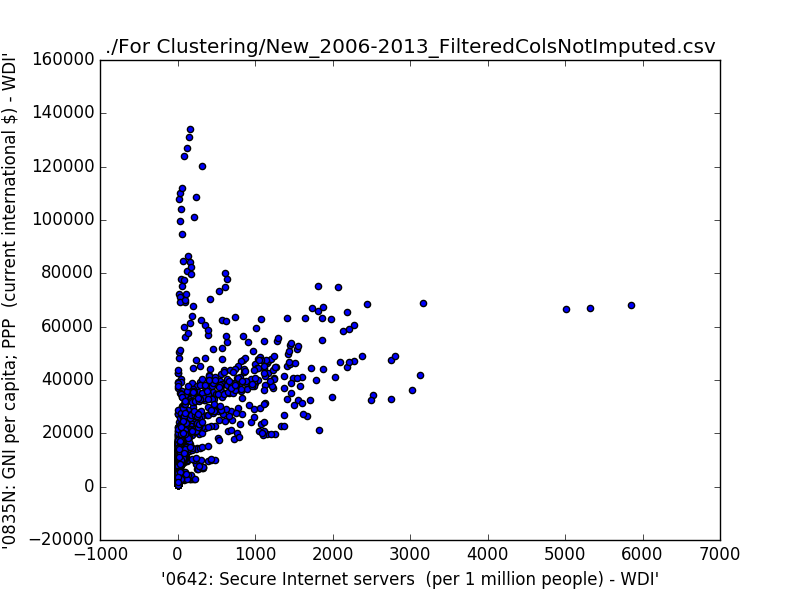 ./For Clustering/New_2006-2013_FilteredColsNotImputed.csv
160000
140000
120000
100000
80000
60000
40000
20000
0
−20000
−1000 0 1000 2000 3000 4000 5000 6000 7000
'0835N: GNI per capita; PPP  (current international $) - WDI'
'0642: Secure Internet servers  (per 1 million people) - WDI'